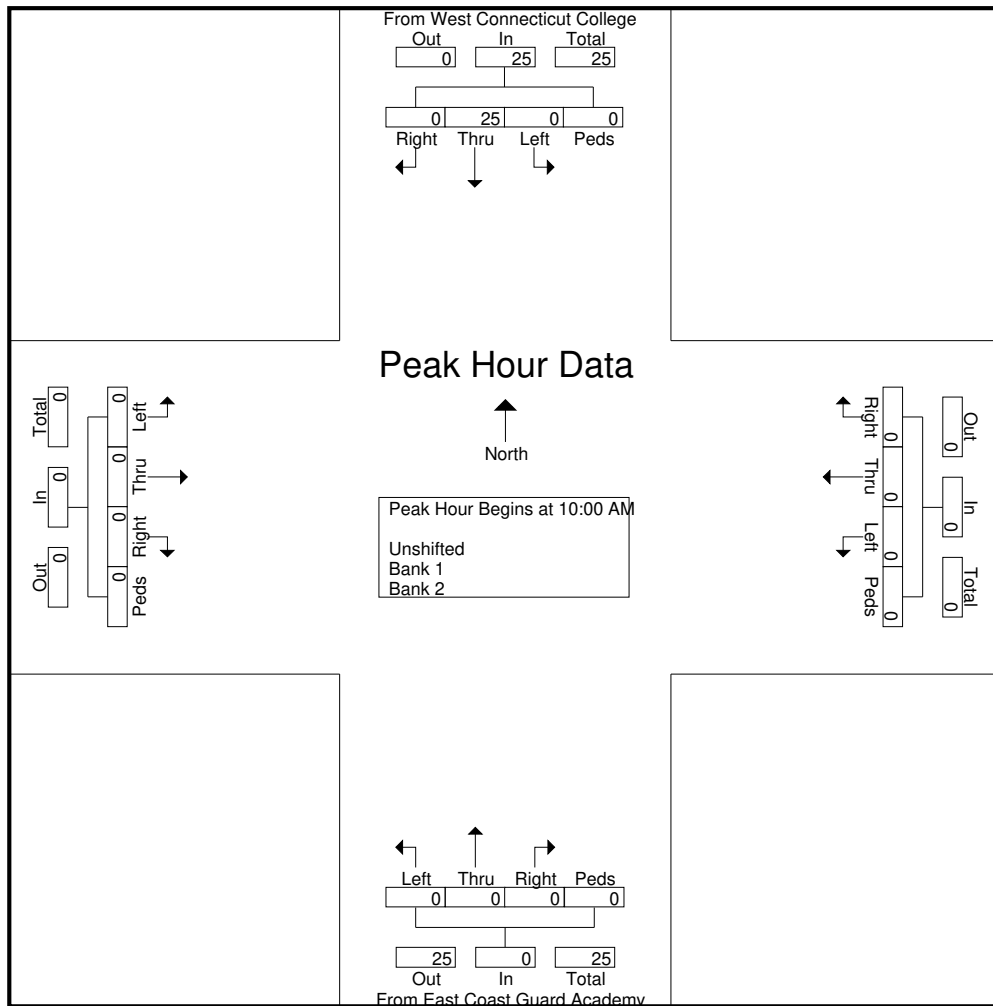 From West Connecticut College
Out In Total
0 25 25
0 25 0 0
Right Thru Left Peds
Peak Hour Data
North
Peak Hour Begins at 10:00 AM
Unshifted
Bank 1
Bank 2
Total In Out
0 0 0
0 0 0 0
Left Thru Right Peds
Right Thru Left Peds
0 0 0 0
Out In Total
0 0 0
Left Thru Right Peds
0 0 0 0
25 0 25
Out In Total
From East Coast Guard Academy